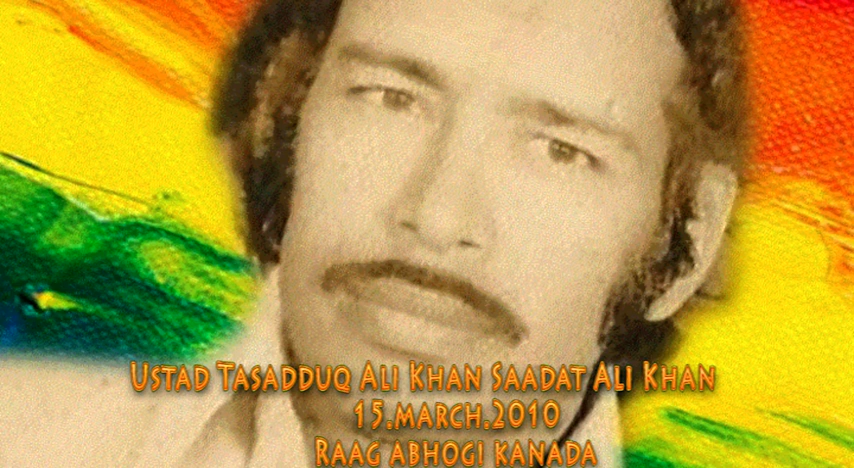 Ustad Tasadduq Ali Khan Saadat Ali Khan
15.march.2010
Raag abhogi kanada